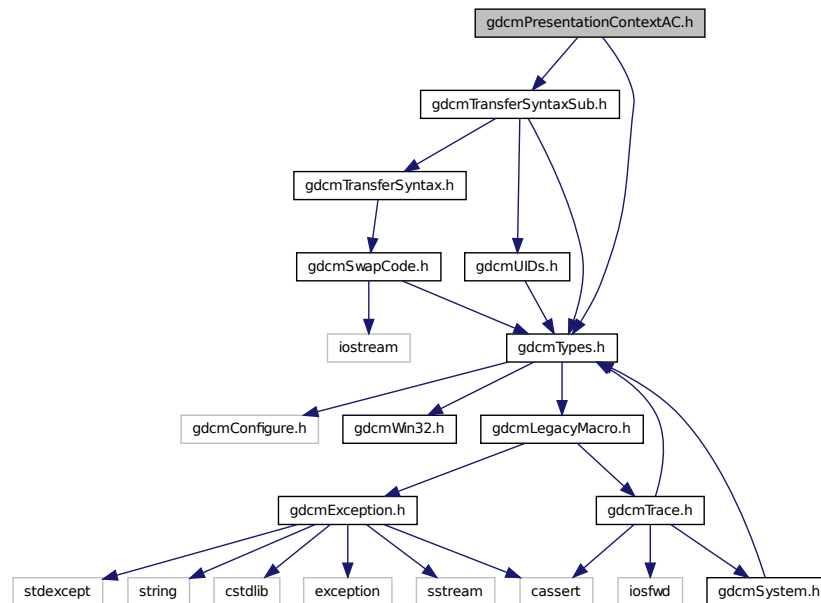 gdcmPresentationContextAC.h
gdcmTransferSyntaxSub.h
gdcmTransferSyntax.h
gdcmSwapCode.h
gdcmUIDs.h
iostream
gdcmTypes.h
gdcmConfigure.h
gdcmWin32.h
gdcmLegacyMacro.h
gdcmException.h
gdcmTrace.h
stdexcept
string
cstdlib
exception
sstream
cassert
iosfwd
gdcmSystem.h